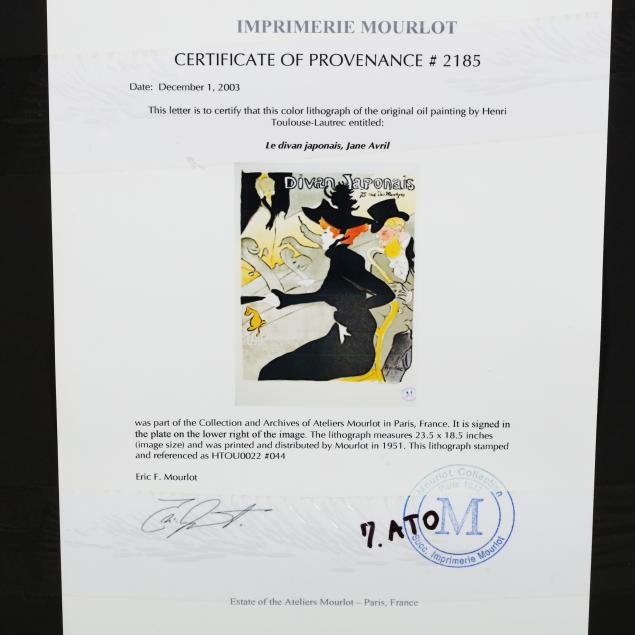 IMPRIMERIE MOURLOT
CERTIFICATE OF PROVENANCE # 2185
Date: December 1, 2003
This letter is to certify that this color lithograph of the original oil painting by Henri
Toulouse-Lautrec entitled:
Le divan japonais, Jane Avril
Divan Japonais
75 rue des Martyrs
M
was part of the Collection and Archives of Ateliers Mourlot in Paris, France. It is signed in
the plate on the lower right of the image. The lithograph measures 23.5 x 18.5 inches
(image size) and was printed and distributed by Mourlot in 1951. This lithograph stamped
and referenced as HTOU0022 #044
Eric F. Mourlot
7. ATO
Mourlot Collection
M
Succ. Imprimerie Mourlot
Estate of the Ateliers Mourlot – Paris, France